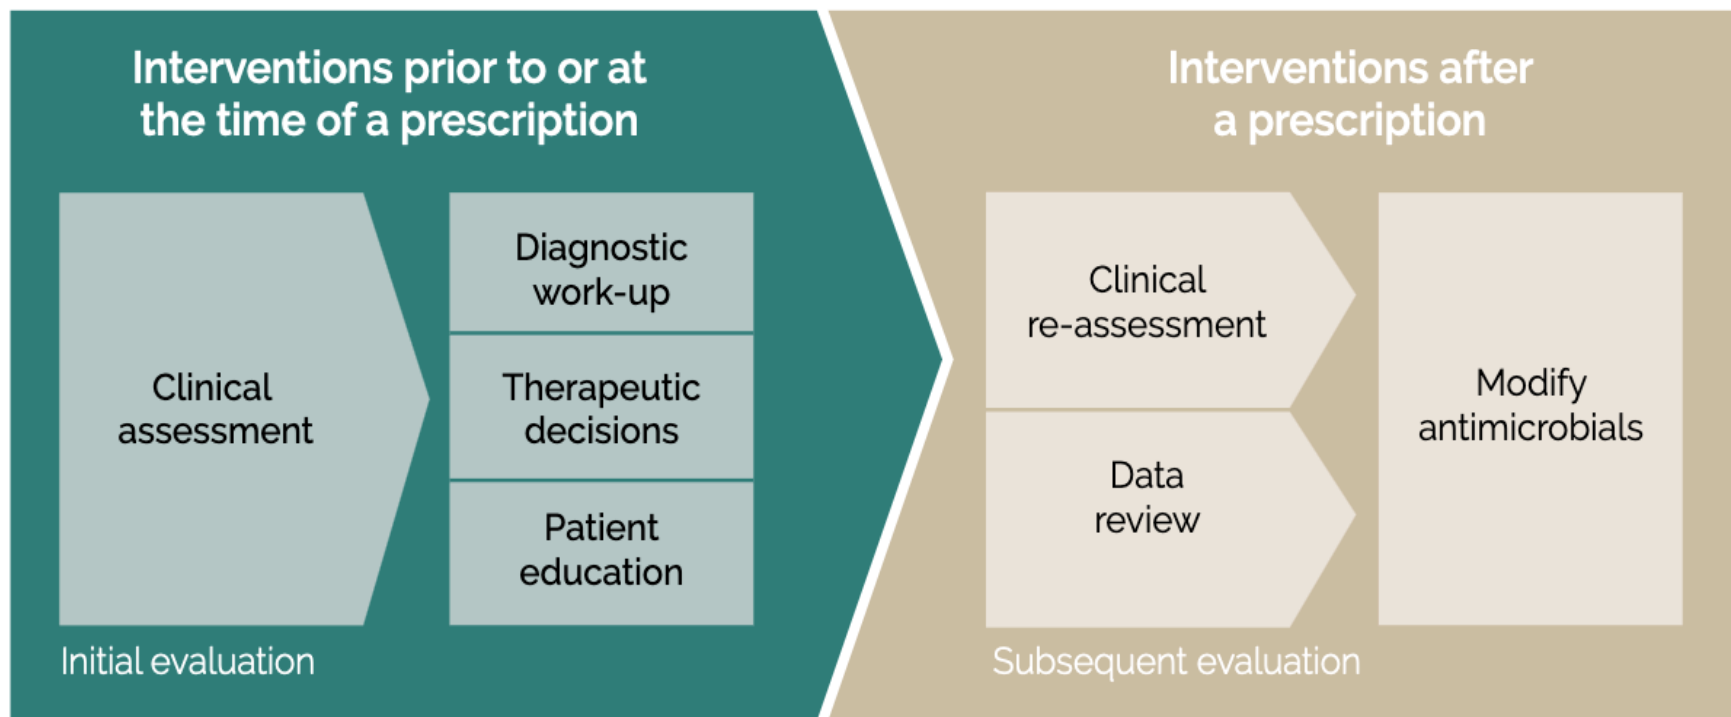 Interventions prior to or at
the time of a prescription
Clinical
assessment
Diagnostic
work-up
Therapeutic
decisions
Patient
education
Initial evaluation
Interventions after
a prescription
Clinical
re-assessment
Data
review
Modify
antimicrobials
Subsequent evaluation